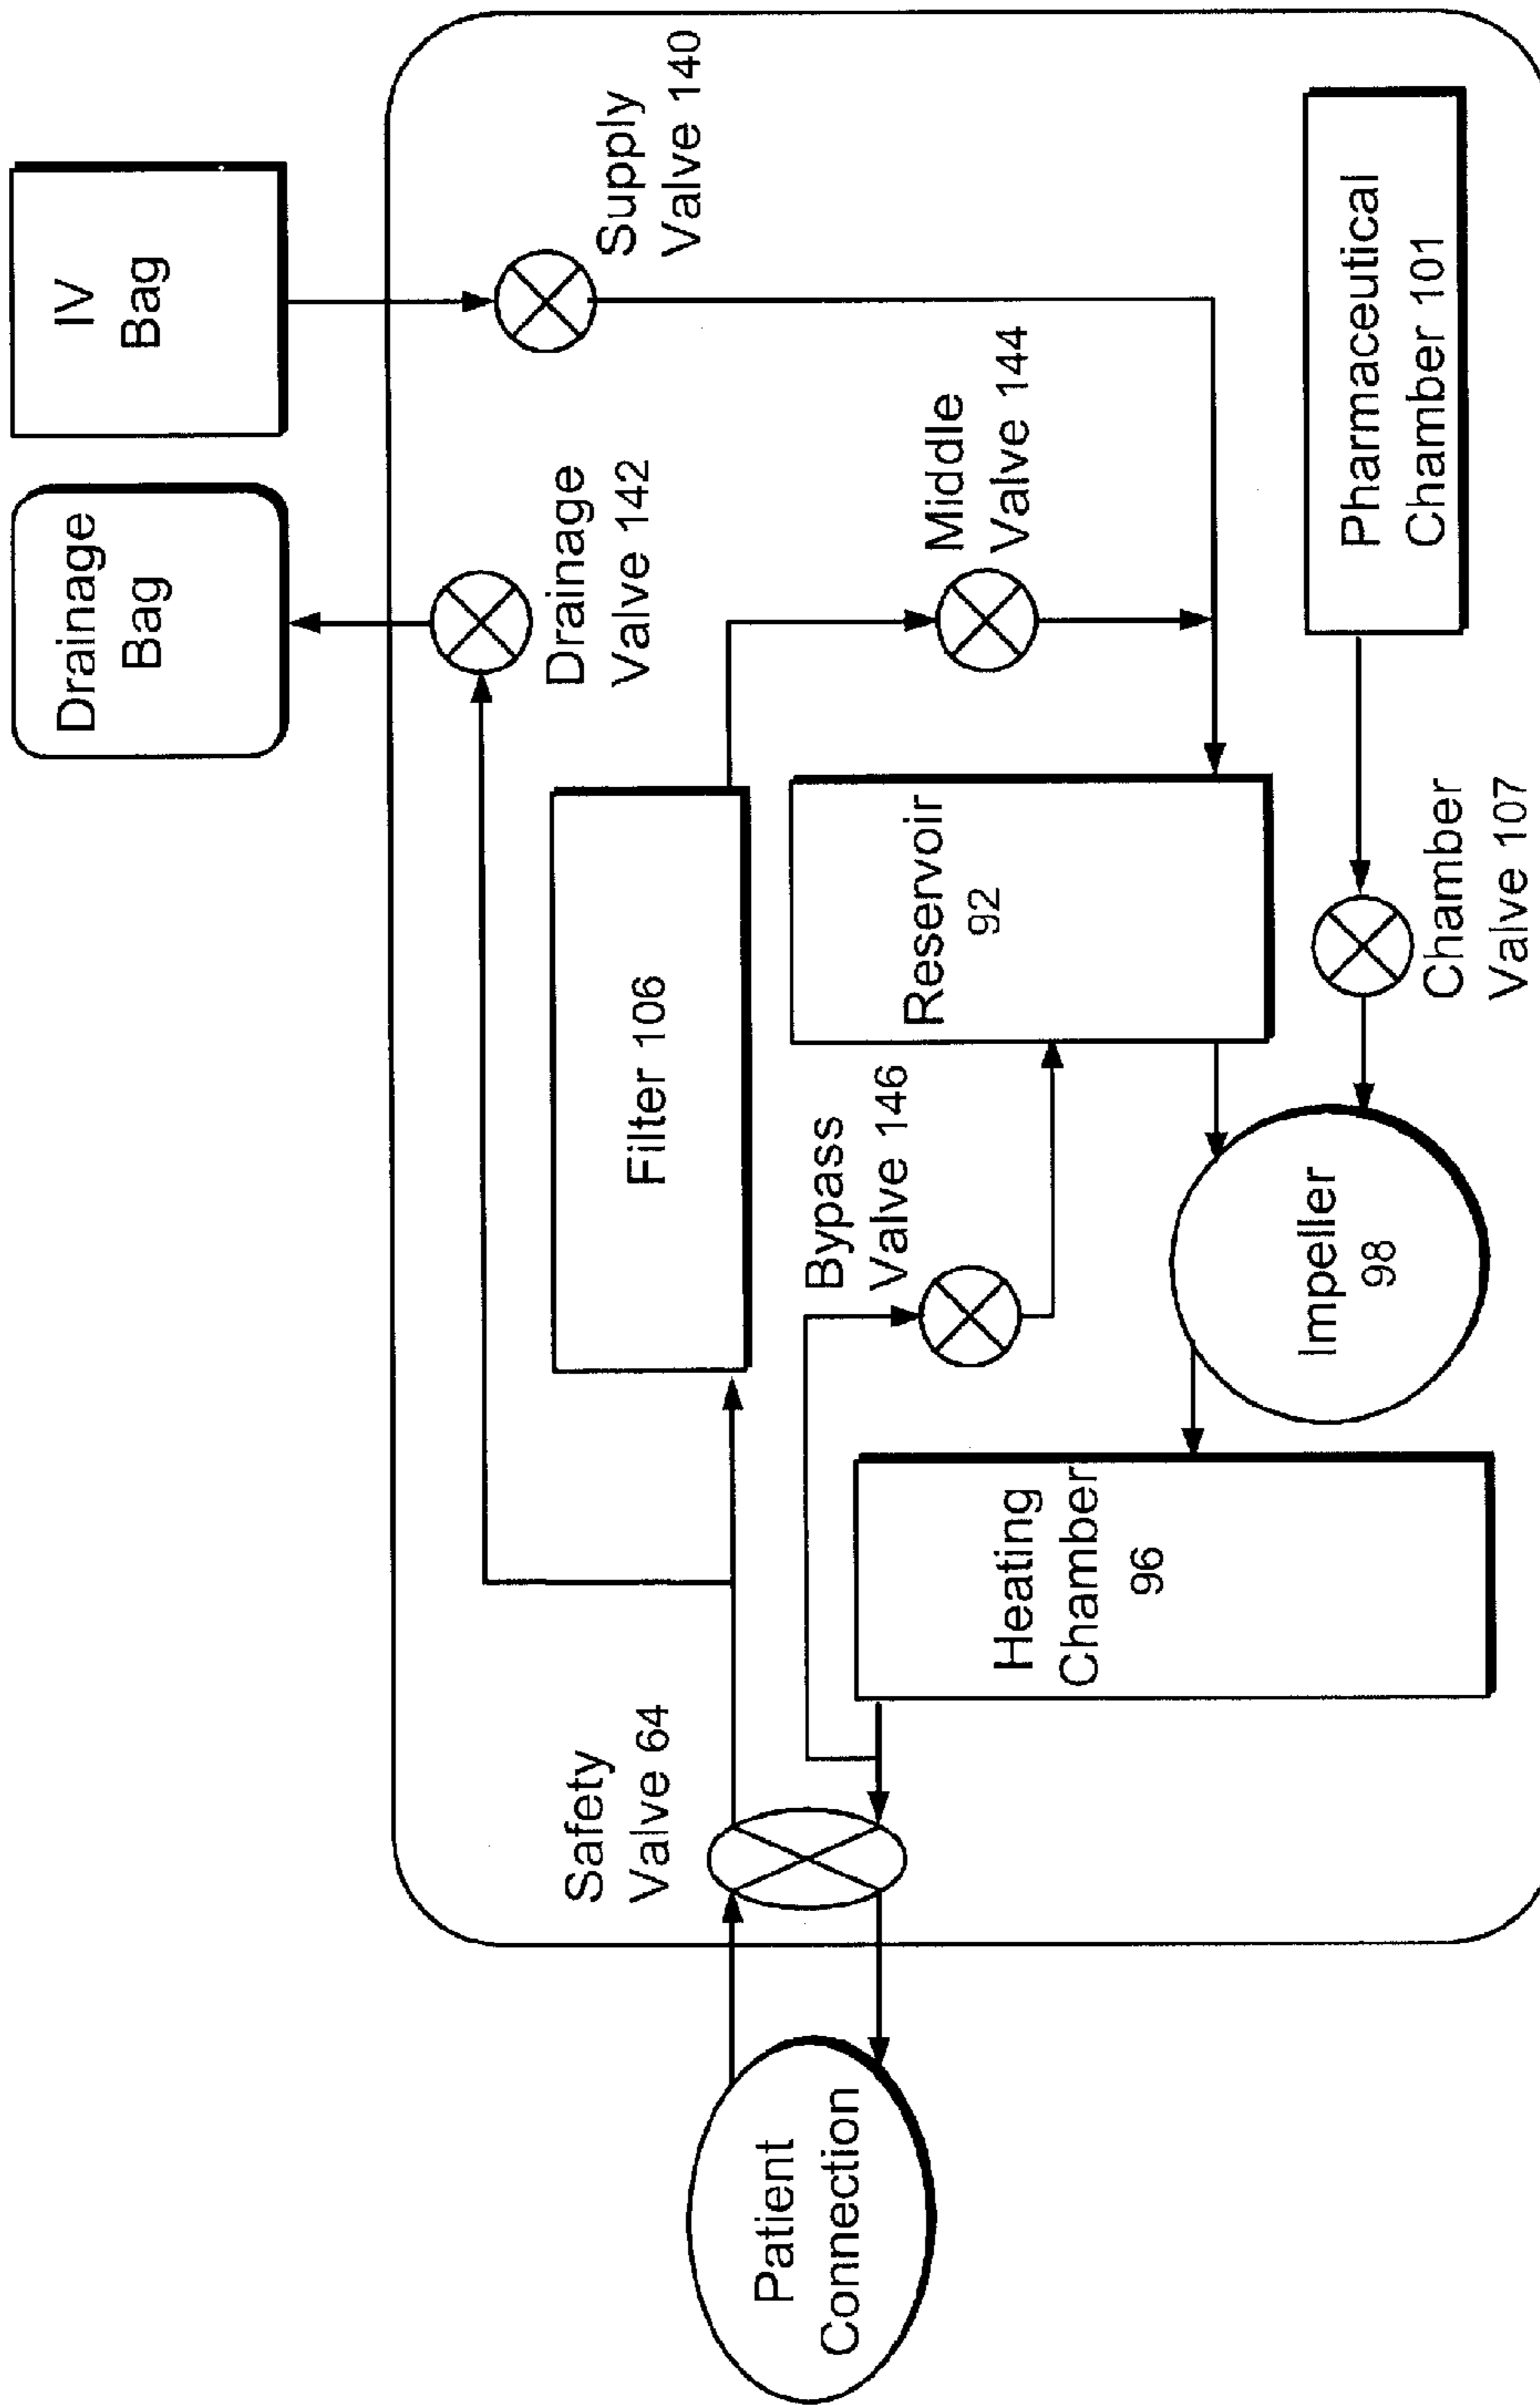 Drainage
Bag
IV
Bag
Drainage
Valve 142
Supply
Valve 140
Safety
Valve 64
Filter 106
Middle
Valve 144
Patient
Connection
Bypass
Valve 146
Reservoir
92
Heating
Chamber
96
Impeller
98
Chamber
Valve 107
Pharmaceutical
Chamber 101